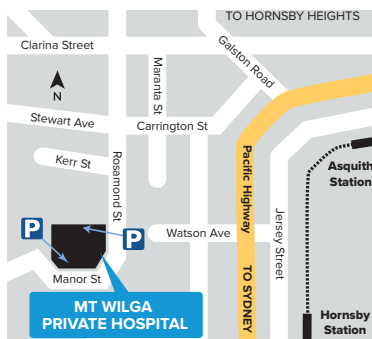 TO HORNSBY HEIGHTS
Clarina Street
Galston Road
Maranta St
N
Stewart Ave
Carrington St
Kerr St
Rosamond St
Pacific Highway
TO SYDNEY
Asquith
Station
Jersey Street
P
P
Watson Ave
Manor St
MT WILGA
PRIVATE HOSPITAL
Hornsby
Station